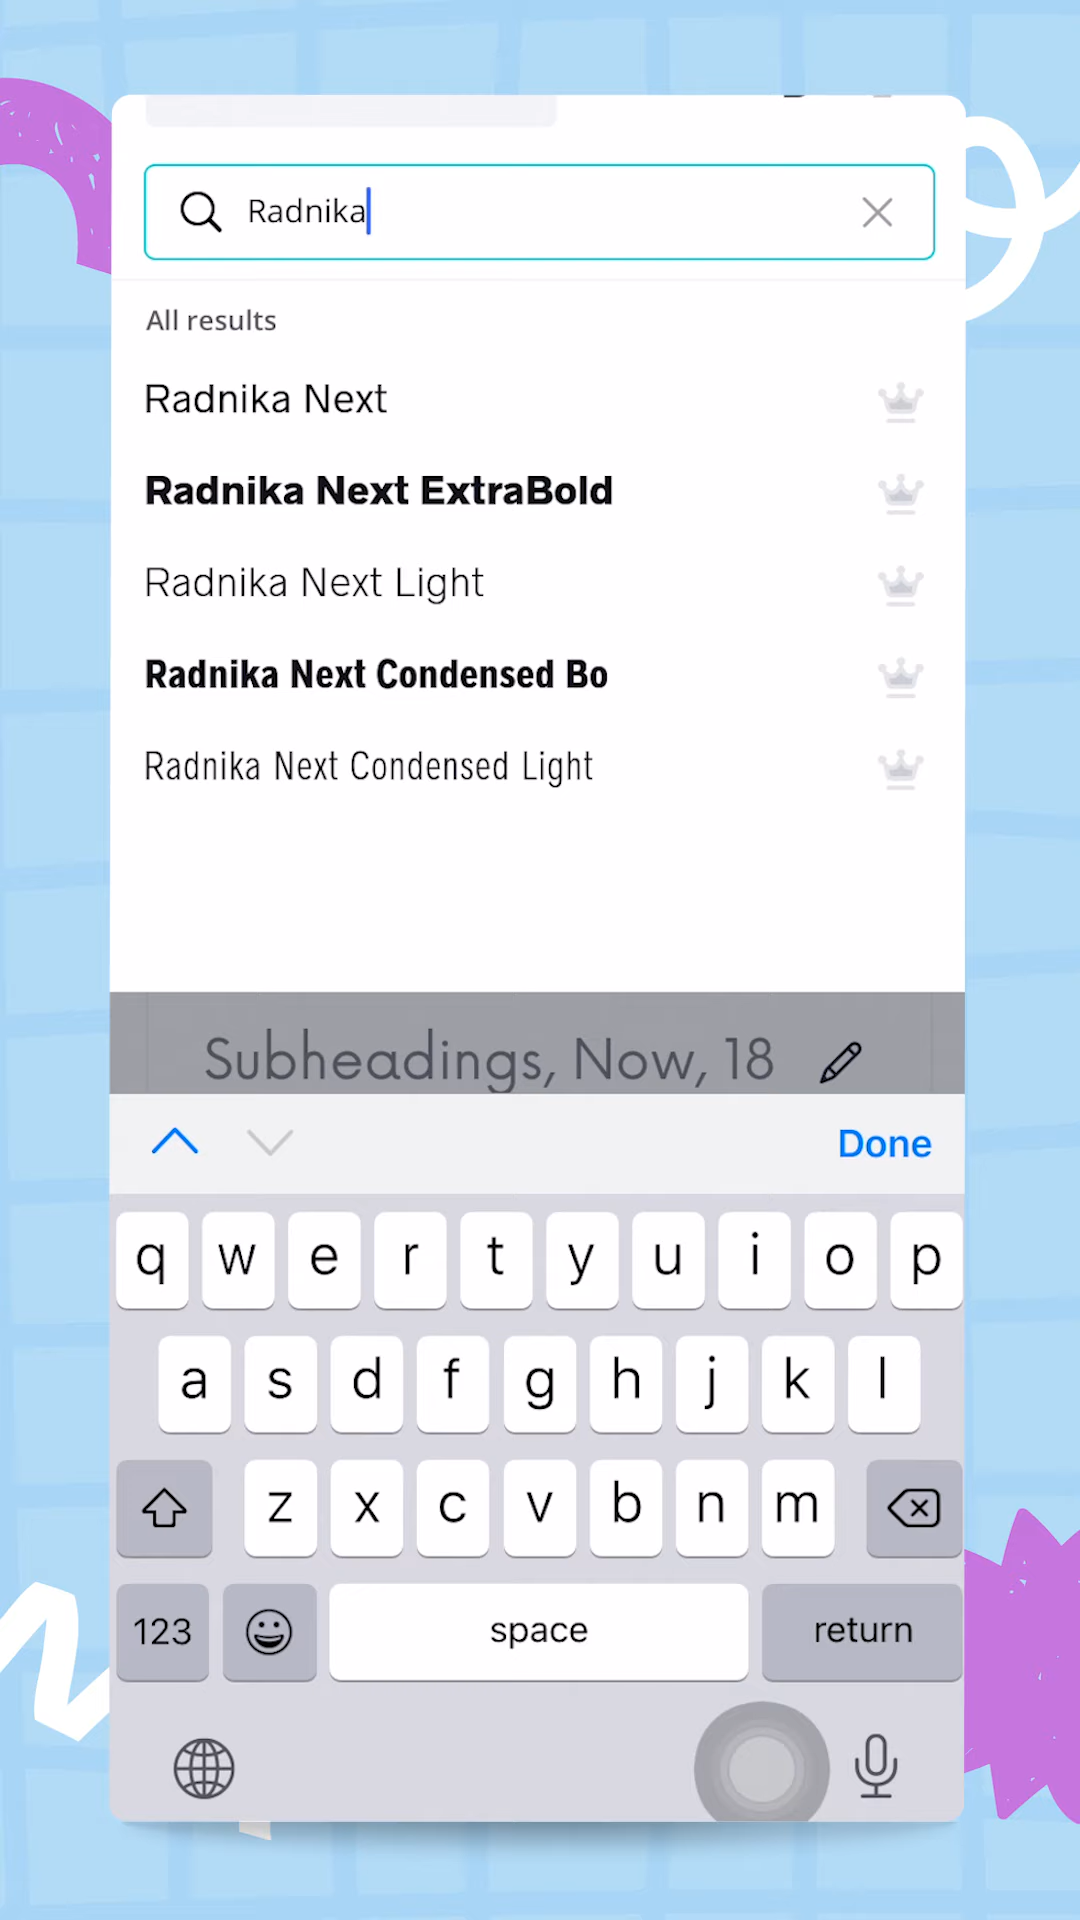 Radnika
All results
Radnika Next
Radnika Next ExtraBold
Radnika Next Light
Radnika Next Condensed Bo
Radnika Next Condensed Light
Subheadings, Now, 18
Done
q w e r t y u i o p
a s d f g h j k l
z x c v b n m
123 space return